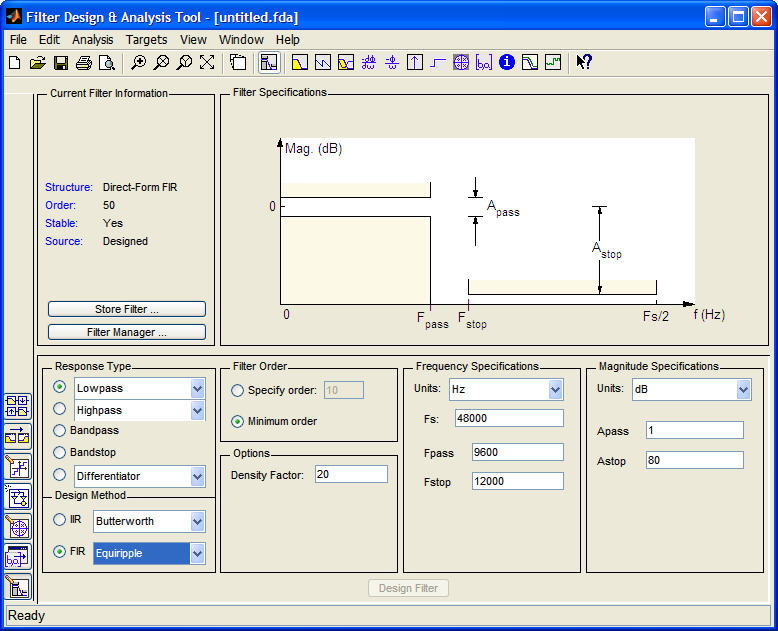 Filter Design & Analysis Tool - [untitled.fda]
File Edit Analysis Targets View Window Help
Current Filter Information
Structure: Direct-Form FIR
Order: 50
Stable: Yes
Source: Designed
Store Filter ...
Filter Manager ...
Filter Specifications
Mag. (dB)
0
A pass
A stop
0
F pass
F stop
Fs/2
f (Hz)
Response Type
Lowpass
Highpass
Bandpass
Bandstop
Differentiator
Design Method
IIR Butterworth
FIR Equiripple
Filter Order
Specify order: 10
Minimum order
Options
Density Factor: 20
Frequency Specifications
Units: Hz
Fs: 48000
Fpass 9600
Fstop 12000
Magnitude Specifications
Units: dB
Apass 1
Astop 80
Design Filter
Ready